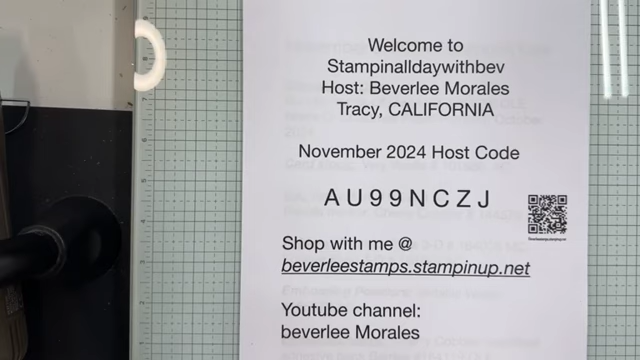 Welcome to
Stampinalldaywithbev
Host: Beverlee Morales
Tracy, CALIFORNIA
November 2024 Host Code
AU99NCZJ
Shop with me @
beverleestamps.stampinup.net
Youtube channel:
beverlee Morales